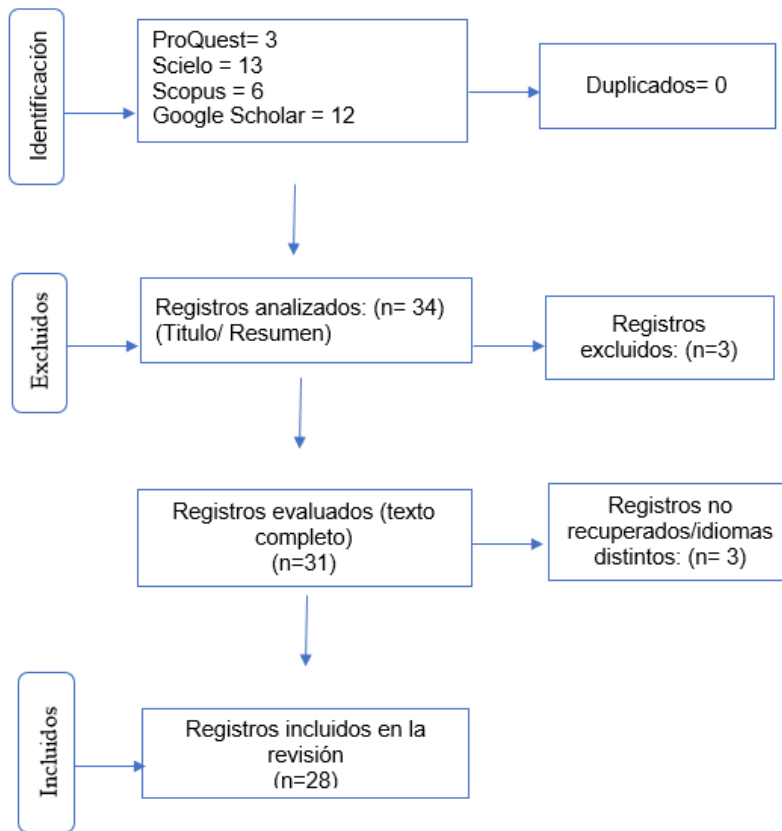 Identificación
ProQuest= 3
Scielo = 13
Scopus = 6
Google Scholar = 12
Duplicados= 0
Excluidos
Registros analizados: (n= 34)
(Titulo/ Resumen)
Registros
excluidos: (n=3)
Registros evaluados (texto
completo)
(n=31)
Registros no
recuperados/idiomas
distintos: (n= 3)
Incluidos
Registros incluidos en la
revisión
(n=28)